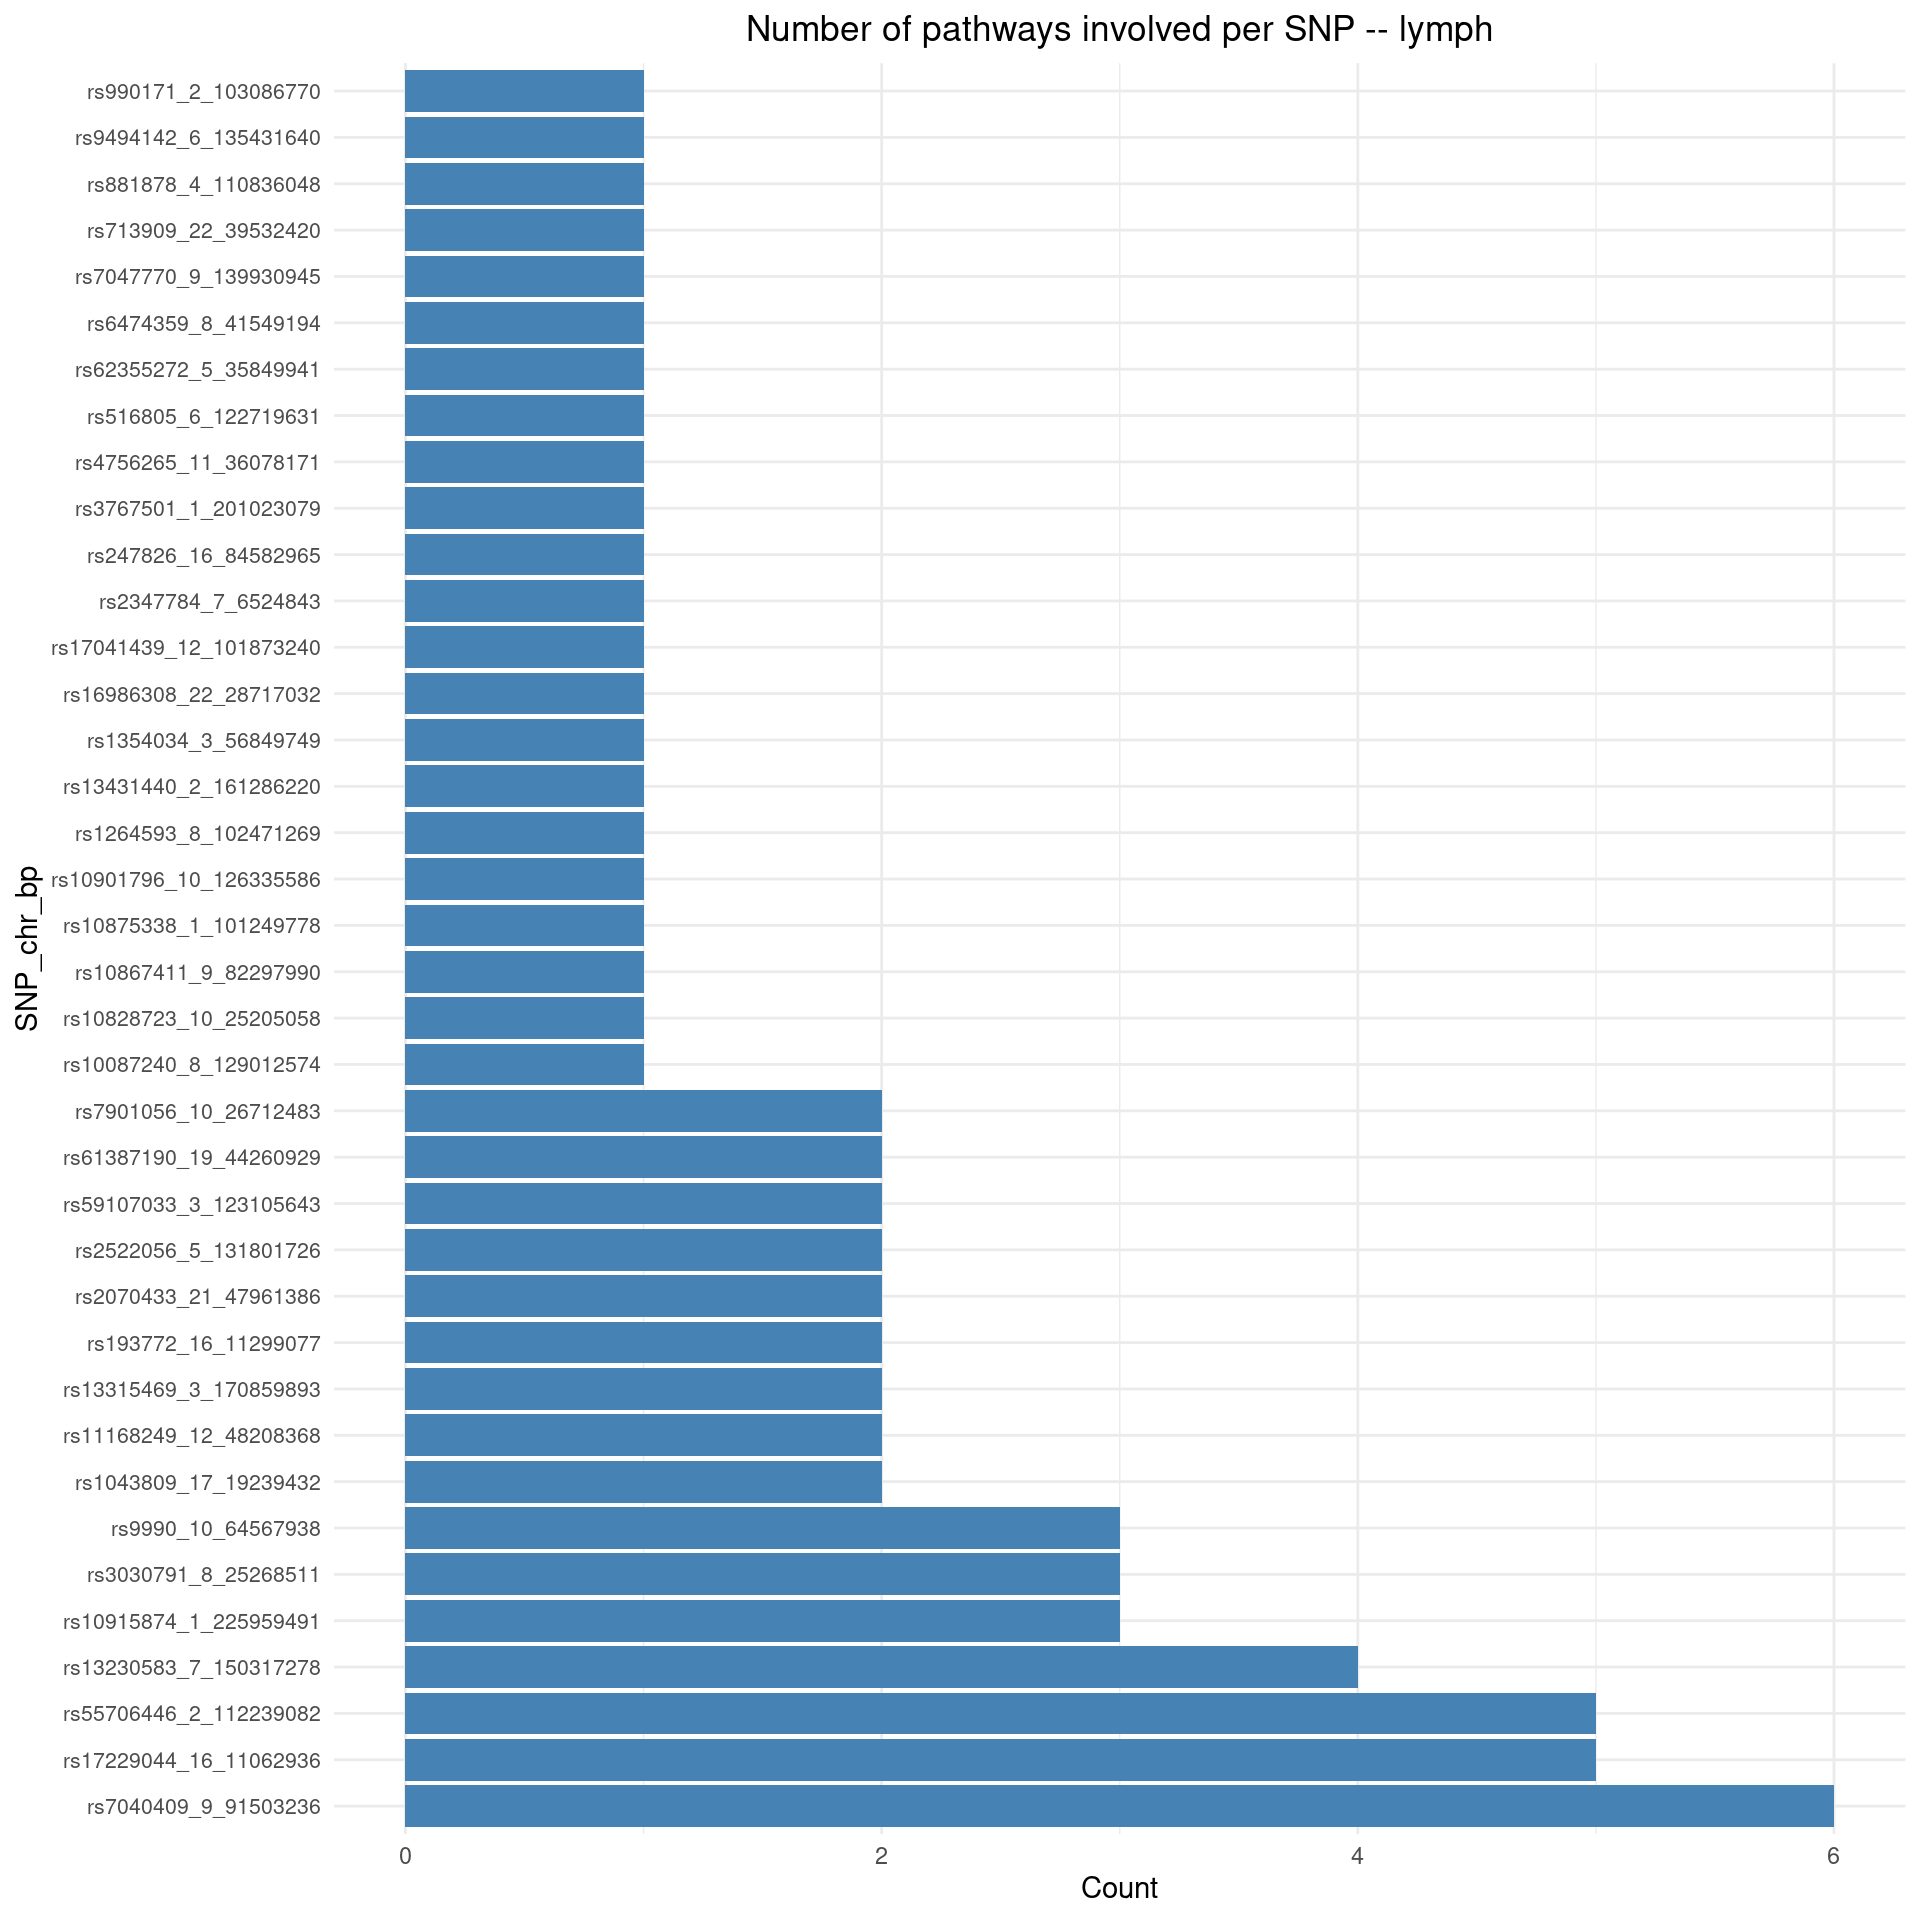 Number of pathways involved per SNP -- lymph
rs990171_2_103086770
rs9494142_6_135431640
rs881878_4_110836048
rs713909_22_39532420
rs7047770_9_139930945
rs6474359_8_41549194
rs62355272_5_35849941
rs516805_6_122719631
rs4756265_11_36078171
rs3767501_1_201023079
rs247826_16_84582965
rs2347784_7_6524843
rs17041439_12_101873240
rs16986308_22_28717032
rs1354034_3_56849749
rs13431440_2_161286220
rs1264593_8_102471269
rs10901796_10_126335586
rs10875338_1_101249778
rs10867411_9_82297990
rs10828723_10_25205058
rs10087240_8_129012574
rs7901056_10_26712483
rs61387190_19_44260929
rs59107033_3_123105643
rs2522056_5_131801726
rs2070433_21_47961386
rs193772_16_11299077
rs13315469_3_170859893
rs11168249_12_48208368
rs1043809_17_19239432
rs9990_10_64567938
rs3030791_8_25268511
rs10915874_1_225959491
rs13230583_7_150317278
rs55706446_2_112239082
rs17229044_16_11062936
rs7040409_9_91503236
SNP_chr_bp
0 2 4 6
Count